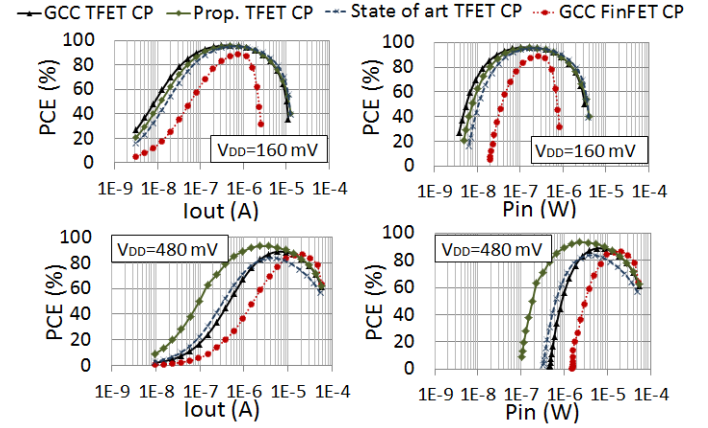 GCC TFET CP Prop. TFET CP State of art TFET CP GCC FinFET CP
PCE (%)
100
80
60
40
20
0
VDD=160 mV
1E-9 1E-8 1E-7 1E-6 1E-5 1E-4
Iout (A)
PCE (%)
100
80
60
40
20
0
VDD=160 mV
1E-9 1E-8 1E-7 1E-6 1E-5 1E-4
Pin (W)
PCE (%)
100
80
60
40
20
0
VDD=480 mV
1E-9 1E-8 1E-7 1E-6 1E-5 1E-4
Iout (A)
PCE (%)
100
80
60
40
20
0
VDD=480 mV
1E-8 1E-7 1E-6 1E-5 1E-4
Pin (W)